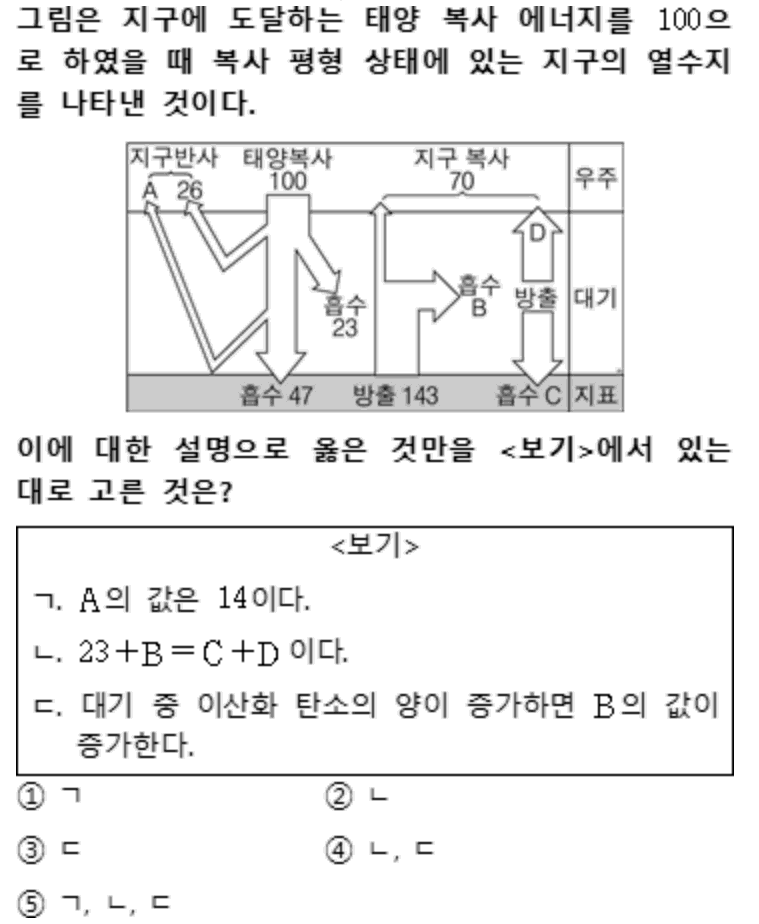 그림은 지구에 도달하는 태양 복사 에너지를 100으
로 하였을 때 복사 평형 상태에 있는 지구의 열수지
를 나타낸 것이다.
지구반사 태양복사 지구 복사
A 26 100 70 우주
D
흡수 23
흡수 B
방출
대기
흡수 47 방출 143 흡수 C 지표
이에 대한 설명으로 옳은 것만을 <보기>에서 있는
대로 고른 것은?
<보기>
ㄱ. A의 값은 14이다.
ㄴ. 23+B=C+D이다.
ㄷ. 대기 중 이산화 탄소의 양이 증가하면 B의 값이
증가한다.
① ㄱ ② ㄴ
③ ㄷ ④ ㄴ, ㄷ
⑤ ㄱ, ㄴ, ㄷ